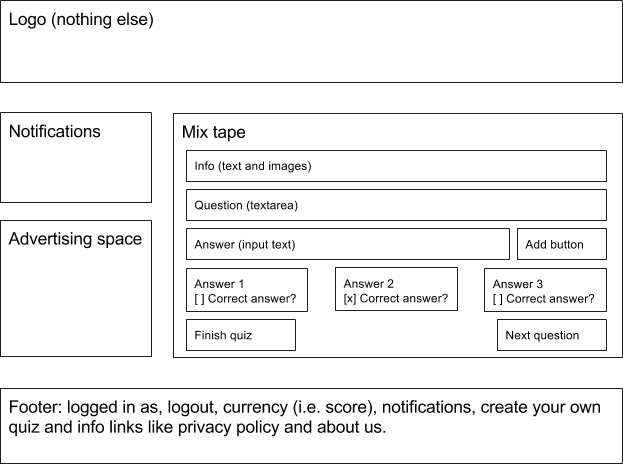 Logo (nothing else)
Notifications
Advertising space
Mix tape
Info (text and images)
Question (textarea)
Answer (input text)
Add button
Answer 1
[ ] Correct answer?
Answer 2
[x] Correct answer?
Answer 3
[ ] Correct answer?
Finish quiz
Next question
Footer: logged in as, logout, currency (i.e. score), notifications, create your own
quiz and info links like privacy policy and about us.